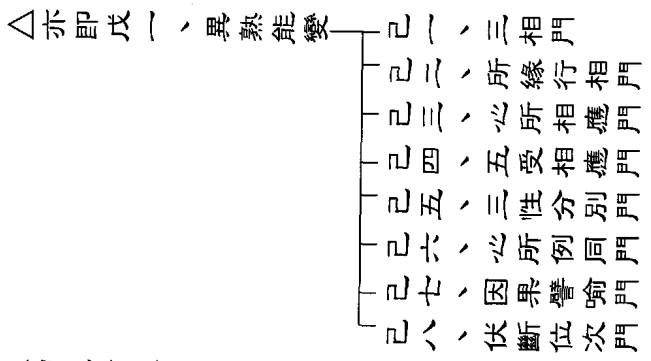 △亦即戊一、異熟能變
己一、三相門
己二、所緣行相門
己三、心所相應門
己四、五受相應門
己五、三性分別門
己六、心所例同門
己七、因果譬喻門
己八、伏斷位次門